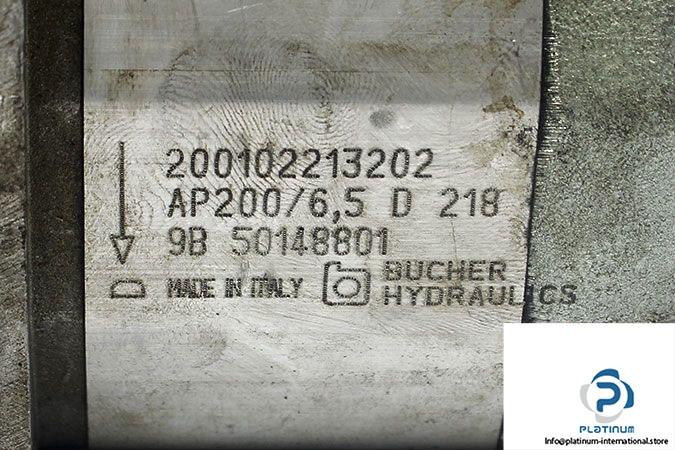 200102213202
AP200/6,5 D 218
9B 50148801
MADE IN ITALY
BUCHER
HYDRAULICS
PLATINUM
Info@platinum-international.store